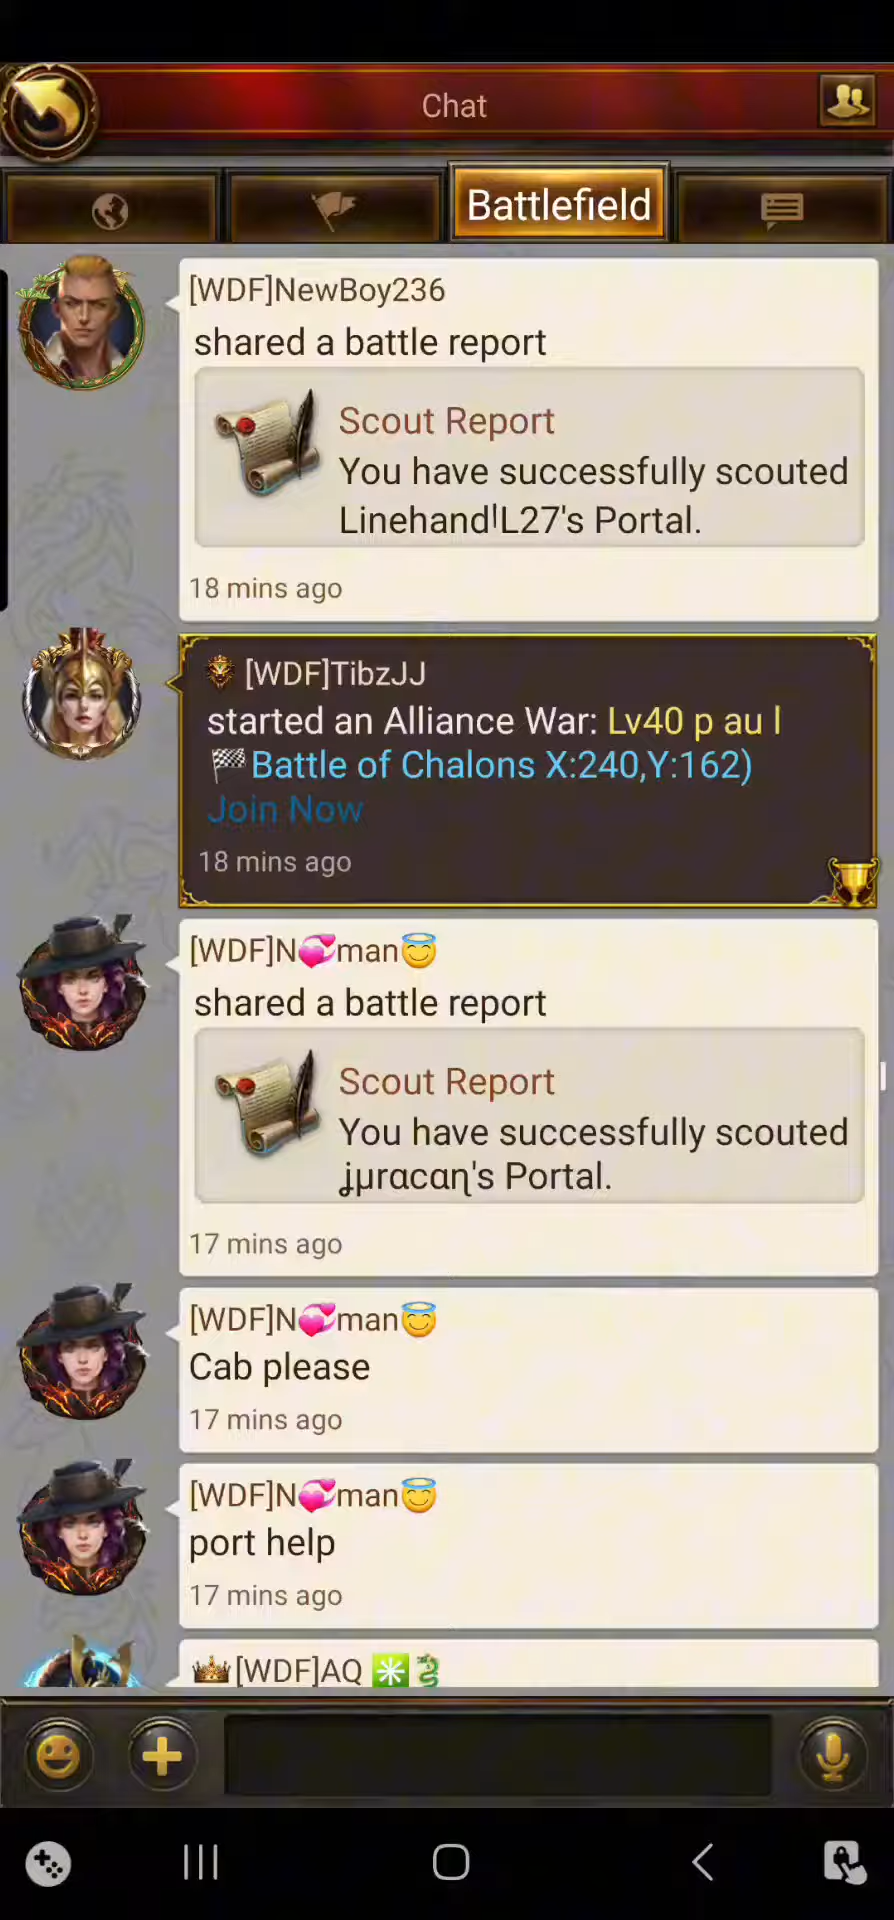 Chat
Battlefield
[WDF]NewBoy236
shared a battle report
Scout Report
You have successfully scouted
Linehand|L27's Portal.
18 mins ago
[WDF]TibzJJ
started an Alliance War: Lv40 p au l
🏁Battle of Chalons X:240,Y:162)
Join Now
18 mins ago
[WDF]N💞man😇
shared a battle report
Scout Report
You have successfully scouted
ʝµɾαcαɳ's Portal.
17 mins ago
[WDF]N💞man😇
Cab please
17 mins ago
[WDF]N💞man😇
port help
17 mins ago
[WDF]AQ ✳️🐉